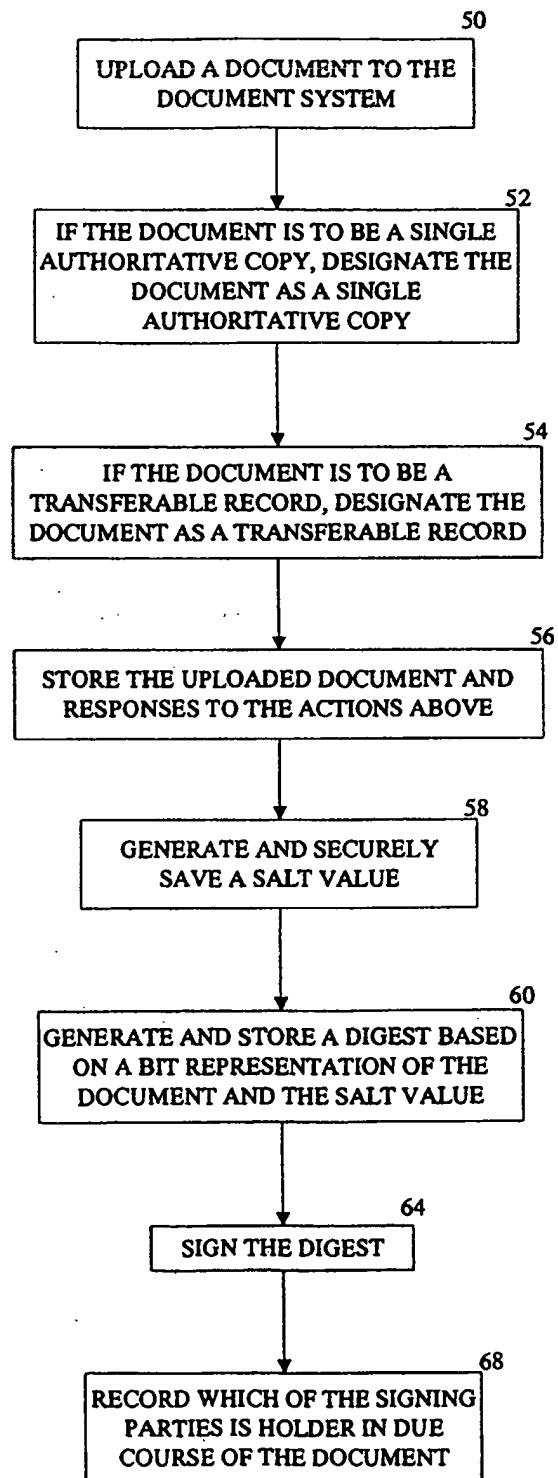 50
UPLOAD A DOCUMENT TO THE
DOCUMENT SYSTEM
52
IF THE DOCUMENT IS TO BE A SINGLE
AUTHORITATIVE COPY, DESIGNATE THE
DOCUMENT AS A SINGLE
AUTHORITATIVE COPY
54
IF THE DOCUMENT IS TO BE A
TRANSFERABLE RECORD, DESIGNATE THE
DOCUMENT AS A TRANSFERABLE RECORD
56
STORE THE UPLOADED DOCUMENT AND
RESPONSES TO THE ACTIONS ABOVE
58
GENERATE AND SECURELY
SAVE A SALT VALUE
60
GENERATE AND STORE A DIGEST BASED
ON A BIT REPRESENTATION OF THE
DOCUMENT AND THE SALT VALUE
64
SIGN THE DIGEST
68
RECORD WHICH OF THE SIGNING
PARTIES IS HOLDER IN DUE
COURSE OF THE DOCUMENT